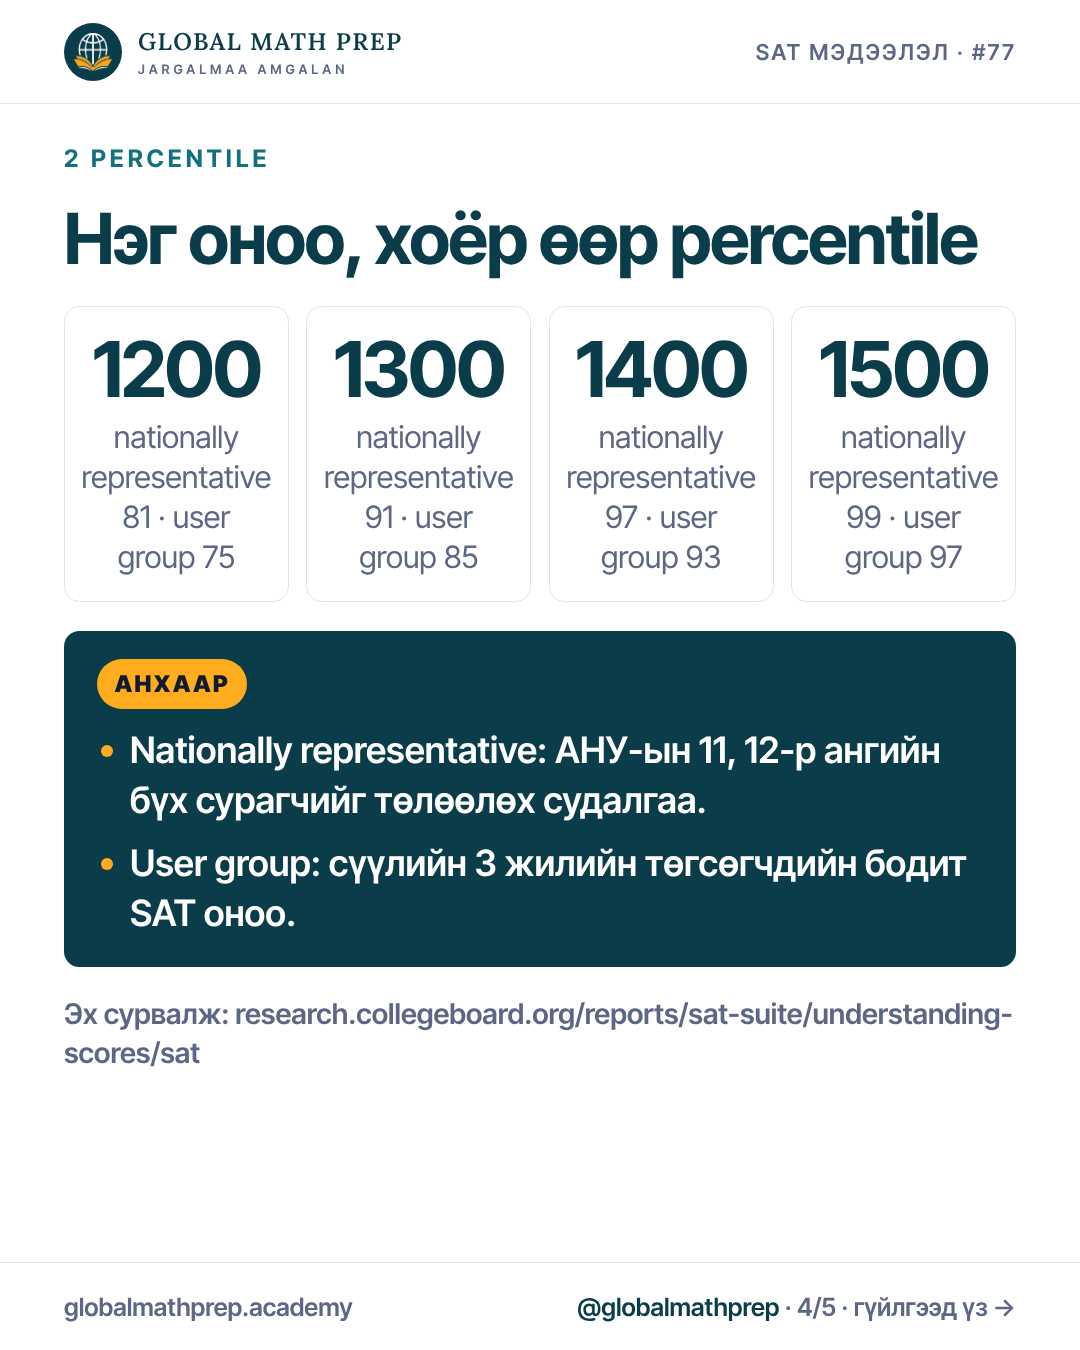 GLOBAL MATH PREP
JARGALMAA AMGALAN
SAT МЭДЭЭЛЭЛ · #77
2 PERCENTILE
Нэг оноо, хоёр өөр percentile
1200
nationally
representative
81 · user
group 75
1300
nationally
representative
91 · user
group 85
1400
nationally
representative
97 · user
group 93
1500
nationally
representative
99 · user
group 97
АНХААР
• Nationally representative: АНУ-ын 11, 12-р ангийн
бүх сурагчийг төлөөлөх судалгаа.
• User group: сүүлийн 3 жилийн төгсөгчдийн бодит
SAT оноо.
Эх сурвалж: research.collegeboard.org/reports/sat-suite/understanding-
scores/sat
globalmathprep.academy
@globalmathprep · 4/5 · гүйлгээд үз →